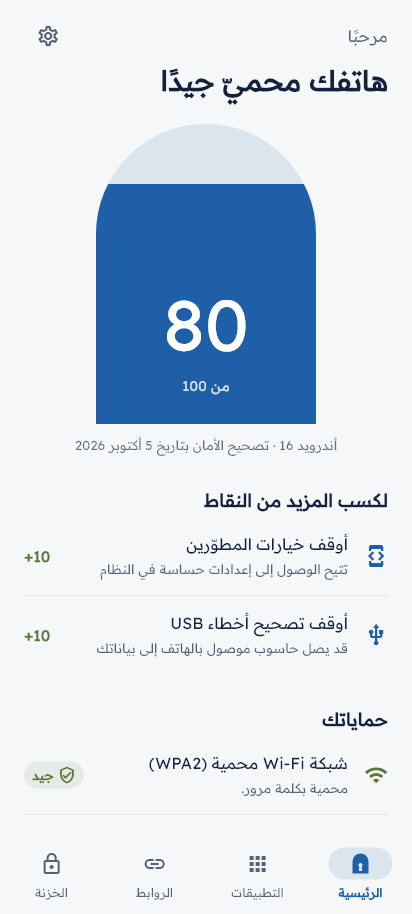 مرحبًا
هاتفك محميّ جيدًا
80
من 100
أندرويد 16 · تصحيح الأمان بتاريخ 5 أكتوبر 2026
لكسب المزيد من النقاط
أوقف خيارات المطوّرين
تتيح الوصول إلى إعدادات حساسة في النظام
+10
أوقف تصحيح أخطاء USB
قد يصل حاسوب موصول بالهاتف إلى بياناتك
+10
حماياتك
شبكة Wi-Fi محمية (WPA2)
محمية بكلمة مرور.
جيد
الرئيسية
التطبيقات
الروابط
الخزنة